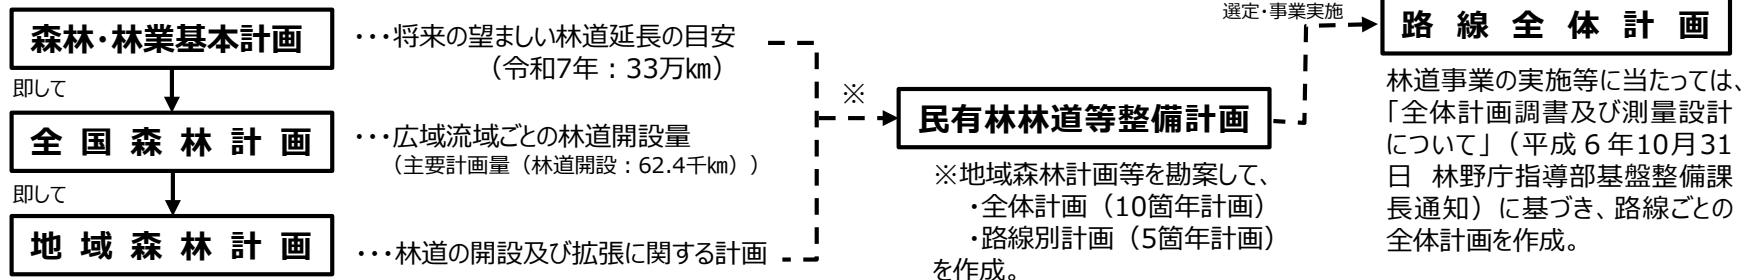 森林・林業基本計画
・・・将来の望ましい林道延長の目安
（令和7年：33万㎞）
即して
全国森林計画
・・・広域流域ごとの林道開設量
（主要計画量（林道開設：62.4千㎞））
即して
地域森林計画
・・・林道の開設及び拡張に関する計画
※
民有林林道等整備計画
※地域森林計画等を勘案して、
・全体計画（10箇年計画）
・路線別計画（5箇年計画）
を作成。
選定・事業実施
路線全体計画
林道事業の実施等に当たっては、
「全体計画調書及び測量設計
について」（平成６年10月31
日　林野庁指導部基盤整備課
長通知）に基づき、路線ごとの
全体計画を作成。